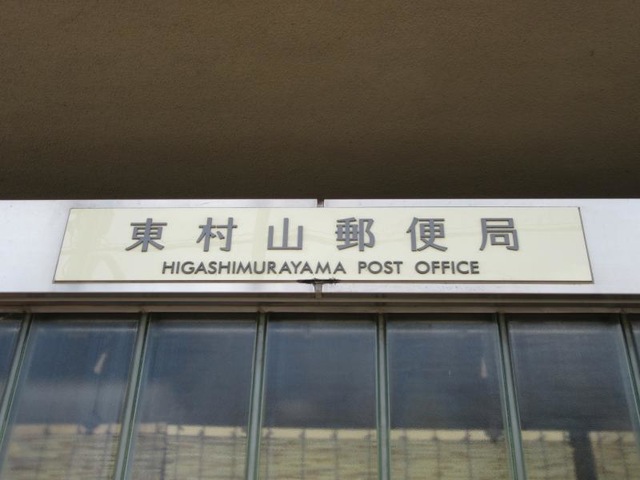 東村山郵便局
HIGASHIMURAYAMA POST OFFICE